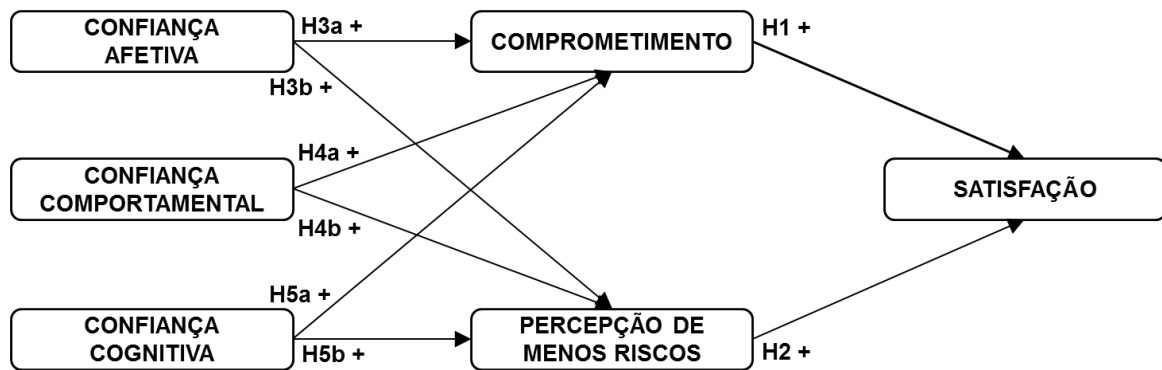 CONFIANÇA
AFETIVA
H3a +
H3b +
COMPROMETIMENTO
H1 +
CONFIANÇA
COMPORTAMENTAL
H4a +
H4b +
SATISFAÇÃO
CONFIANÇA
COGNITIVA
H5a +
H5b +
PERCEPÇÃO DE
MENOS RISCOS
H2 +